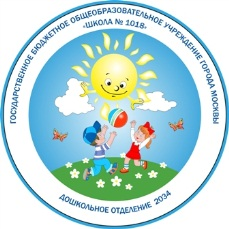 ГОСУДАРСТВЕННОЕ БЮДЖЕТНОЕ ОБЩЕОБРАЗОВАТЕЛЬНОЕ УЧРЕЖДЕНИЕ ГОРОДА МОСКВЫ
«ШКОЛА № 1018»
ДОШКОЛЬНОЕ ОТДЕЛЕНИЕ 2034